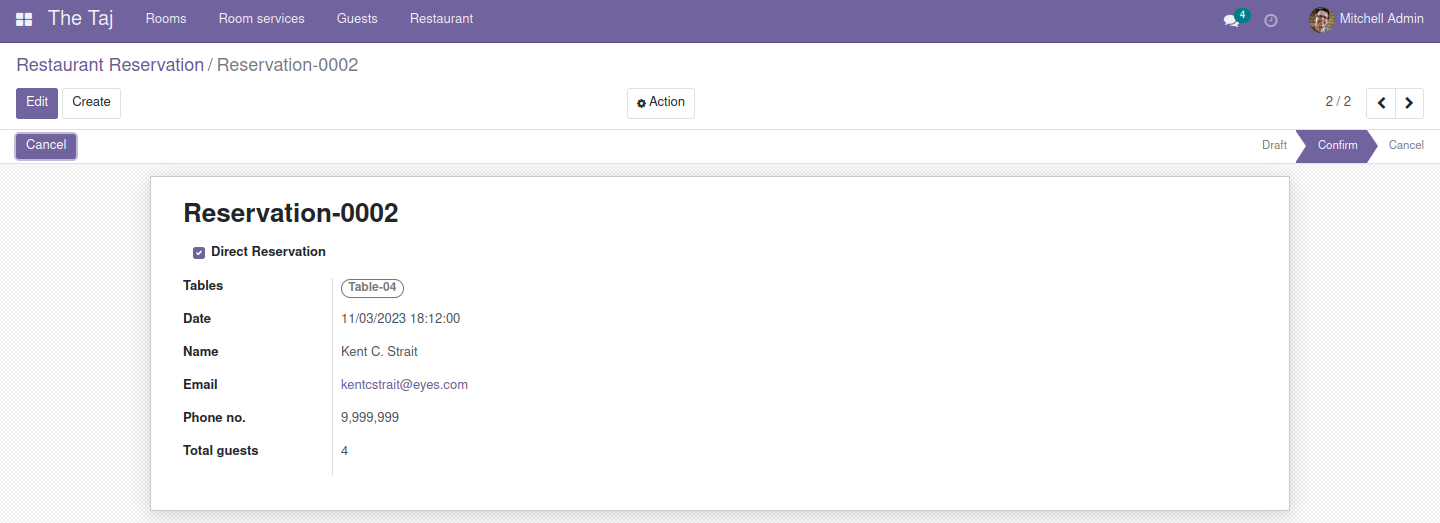 The Taj Rooms Room services Guests Restaurant 4 Mitchell Admin
Restaurant Reservation / Reservation-0002
Edit Create Action 2 / 2
Cancel Draft Confirm Cancel
Reservation-0002
Direct Reservation
Tables Table-04
Date 11/03/2023 18:12:00
Name Kent C. Strait
Email kentcstrait@eyes.com
Phone no. 9,999,999
Total guests 4